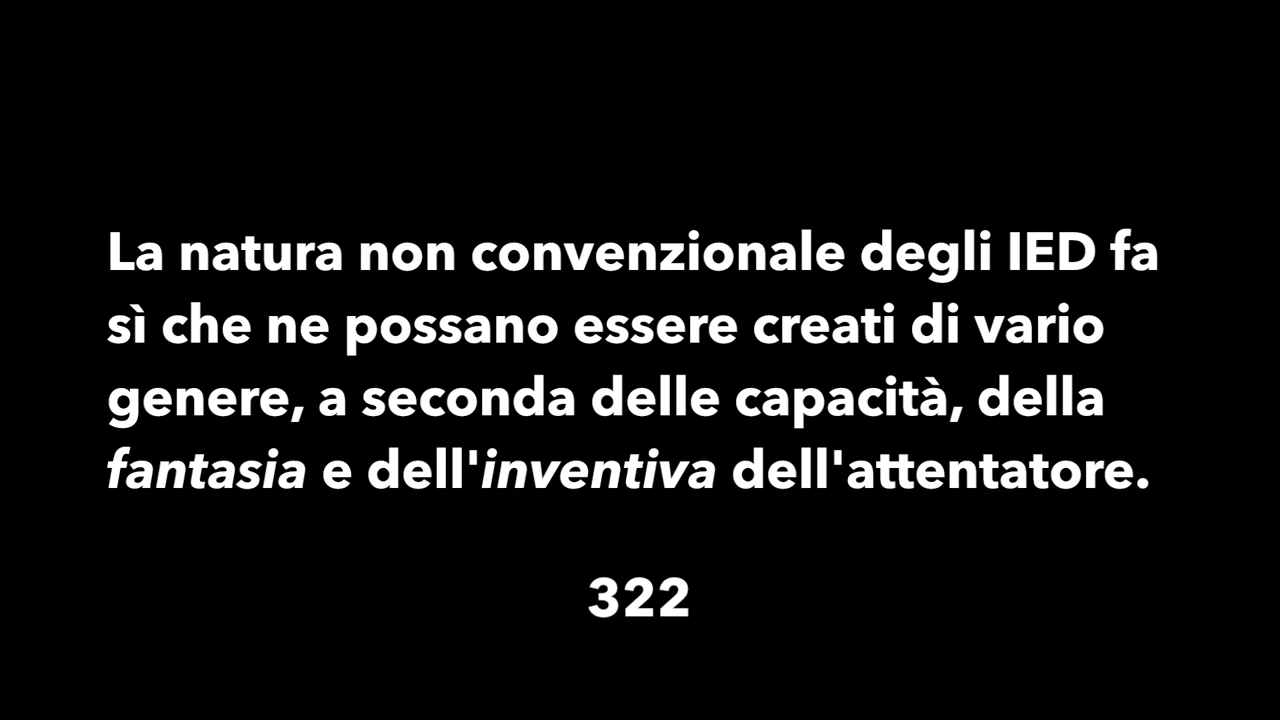 La natura non convenzionale degli IED fa
sì che ne possano essere creati di vario
genere, a seconda delle capacità, della
fantasia e dell'inventiva dell'attentatore.
322